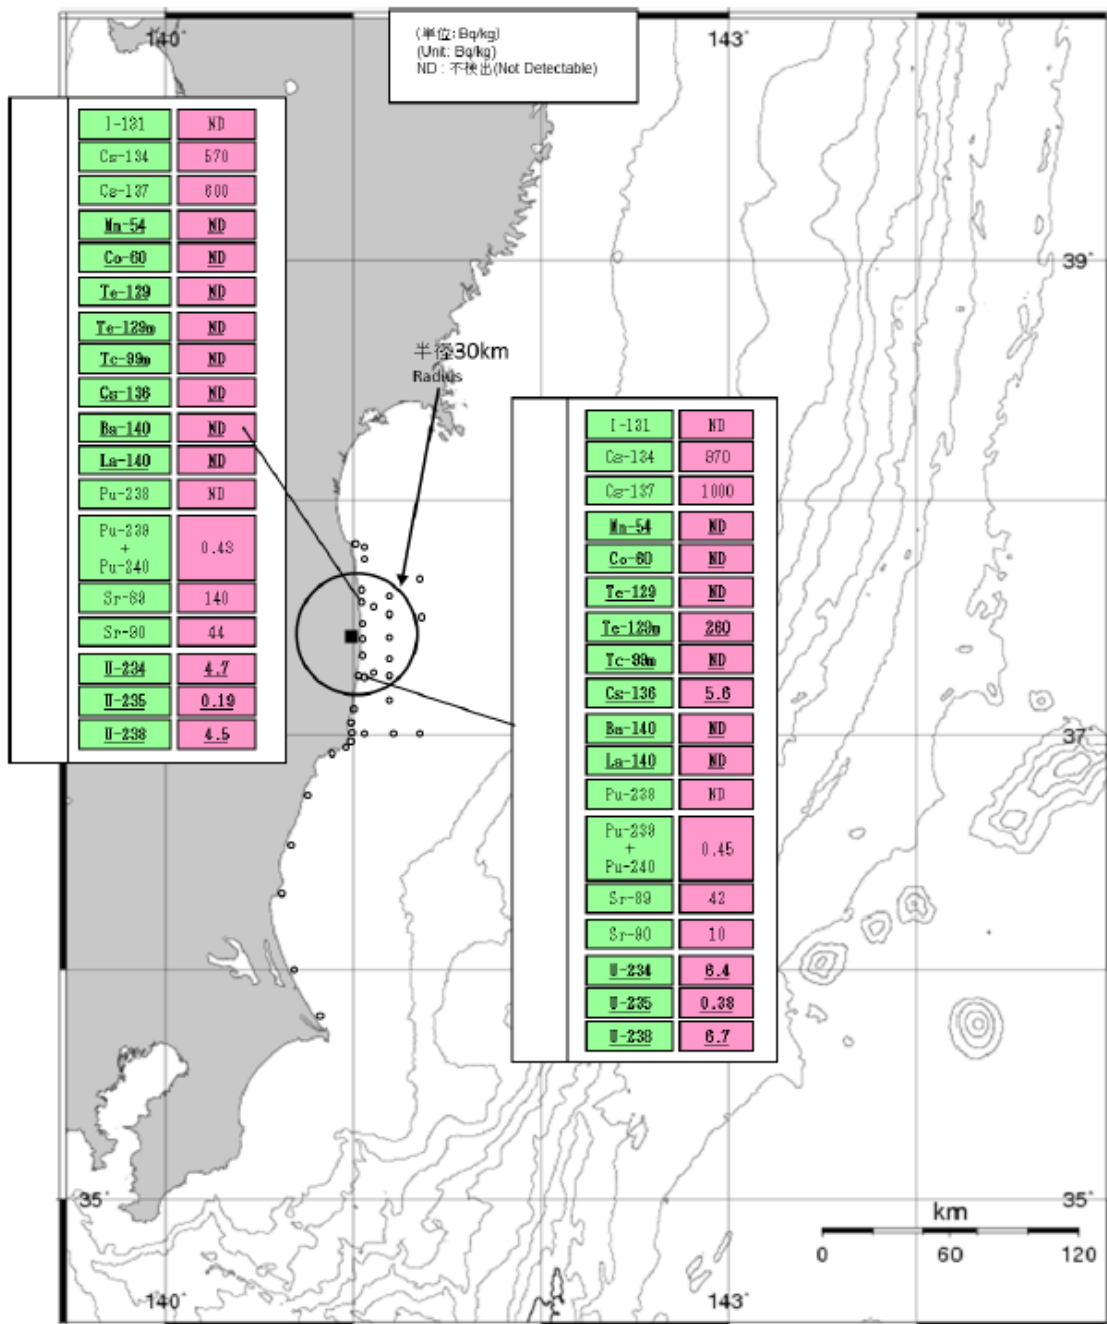 140°
143°
(単位: Bq/kg)
(Unit: Bq/kg)
ND : 不検出(Not Detectable)
I-131 ND
Cs-134 570
Cs-137 600
Mn-54 ND
Co-60 ND
Te-129 ND
Te-129m ND
Tc-99m ND
Cs-136 ND
Ba-140 ND
La-140 ND
Pu-238 ND
Pu-239
+
Pu-240
0.43
Sr-89 140
Sr-90 44
U-234 4.7
U-235 0.19
U-238 4.5
39°
半径30km
Radius
I-131 ND
Cs-134 870
Cs-137 1000
Mn-54 ND
Co-60 ND
Te-129 ND
Te-129m 260
Tc-99m ND
Cs-136 5.6
Ba-140 ND
La-140 ND
Pu-238 ND
Pu-239
+
Pu-240
0.45
Sr-89 42
Sr-90 10
U-234 6.4
U-235 0.38
U-238 6.7
37°
35°
35°
km
0 60 120
140°
143°